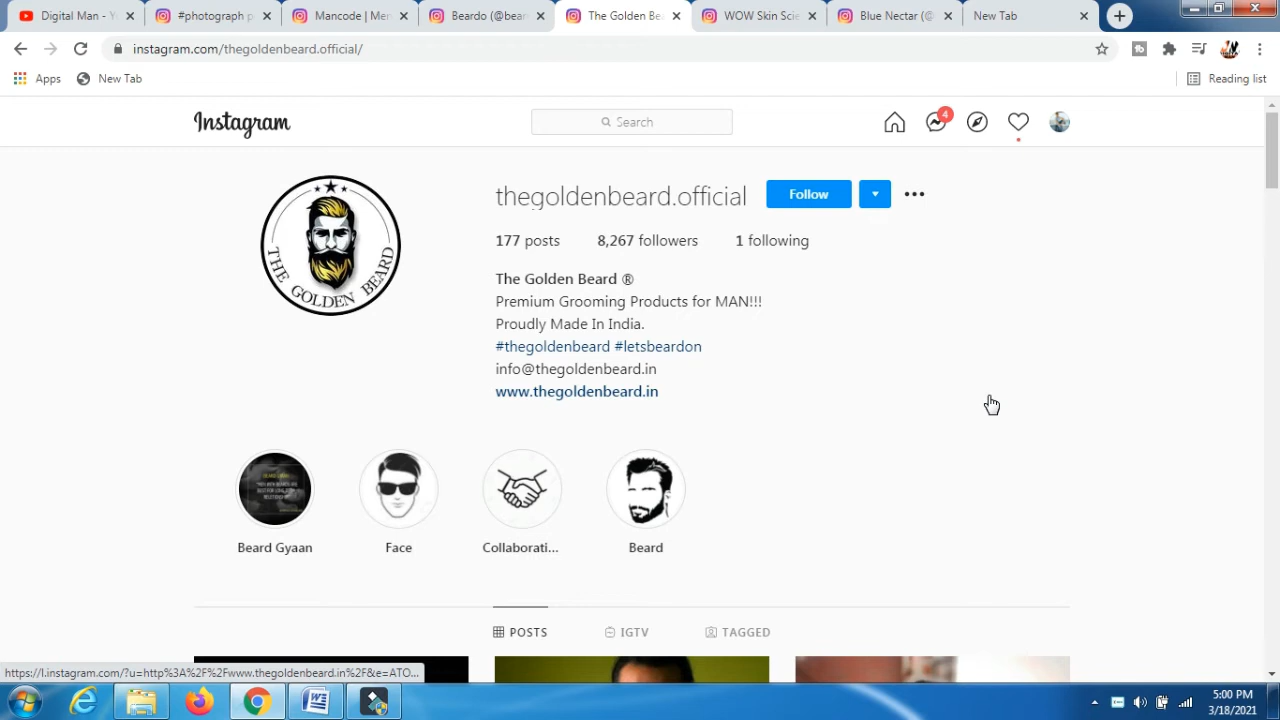 Digital Man - Y
#photograph p
Mancode | Mer
Beardo (@bear
The Golden Be
WOW Skin Scie
Blue Nectar (@
New Tab
instagram.com/thegoldenbeard.official/
Apps
New Tab
Reading list
Instagram
Search
4
thegoldenbeard.official
Follow
177 posts
8,267 followers
1 following
The Golden Beard ®
Premium Grooming Products for MAN!!!
Proudly Made In India.
#thegoldenbeard #letsbeardon
info@thegoldenbeard.in
www.thegoldenbeard.in
THE GOLDEN BEARD
Beard Gyaan
Face
Collaborati...
Beard
POSTS
IGTV
TAGGED
https://l.instagram.com/?u=http%3A%2F%2Fwww.thegoldenbeard.in%2F&e=ATO...
5:00 PM
3/18/2021